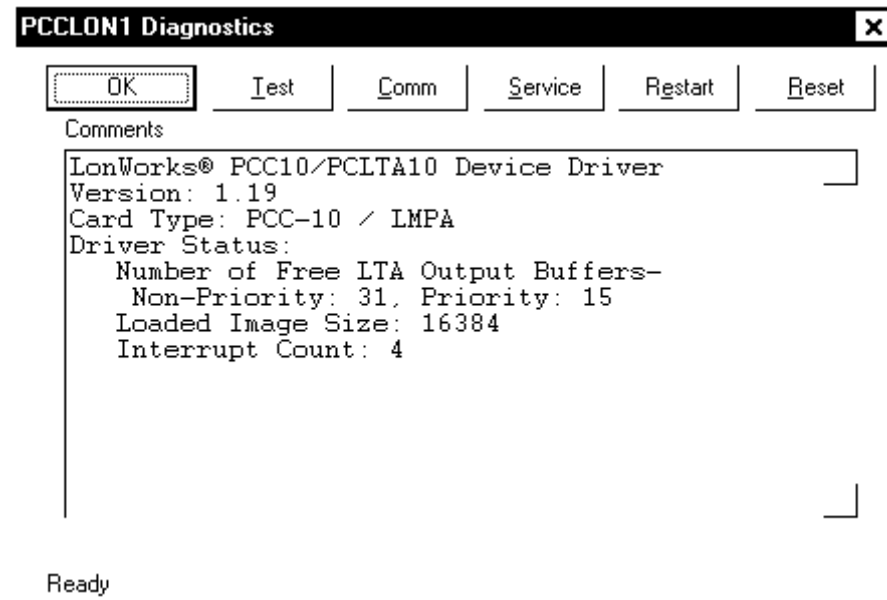 PCCLON1 Diagnostics
OK Test Comm Service Restart Reset
Comments
LonWorks® PCC10/PCLTA10 Device Driver
Version: 1.19
Card Type: PCC-10 / LMPA
Driver Status:
Number of Free LTA Output Buffers-
Non-Priority: 31, Priority: 15
Loaded Image Size: 16384
Interrupt Count: 4
Ready